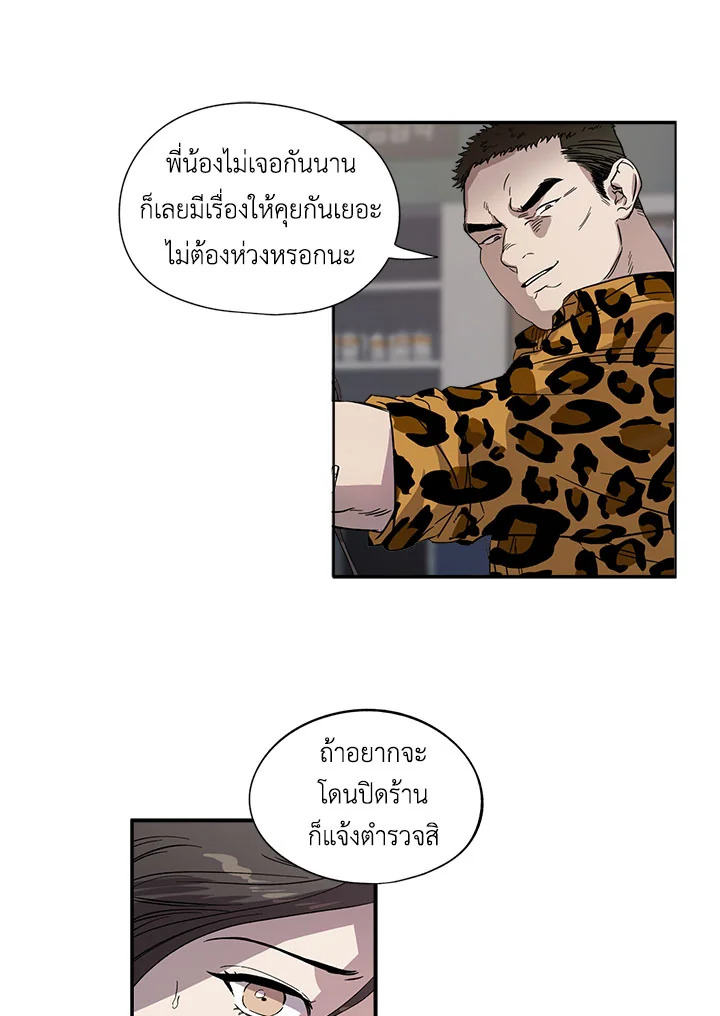 พี่น้องไม่เจอกันนาน
ก็เลยมีเรื่องให้คุยกันเยอะ
ไม่ต้องห่วงหรอกนะ
ถ้าอยากจะ
โดนปิดร้าน
ก็แจ้งตำรวจสิ